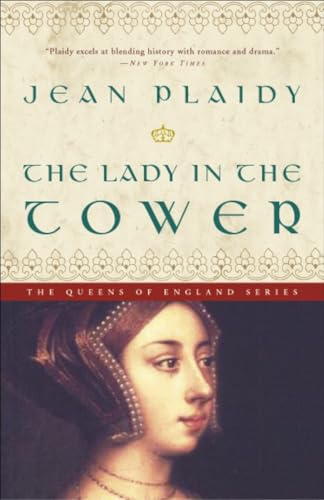 "Plaidy excels at blending history with romance and drama."
—New York Times
JEAN PLAIDY
THE LADY IN THE
TOWER
THE QUEENS OF ENGLAND SERIES